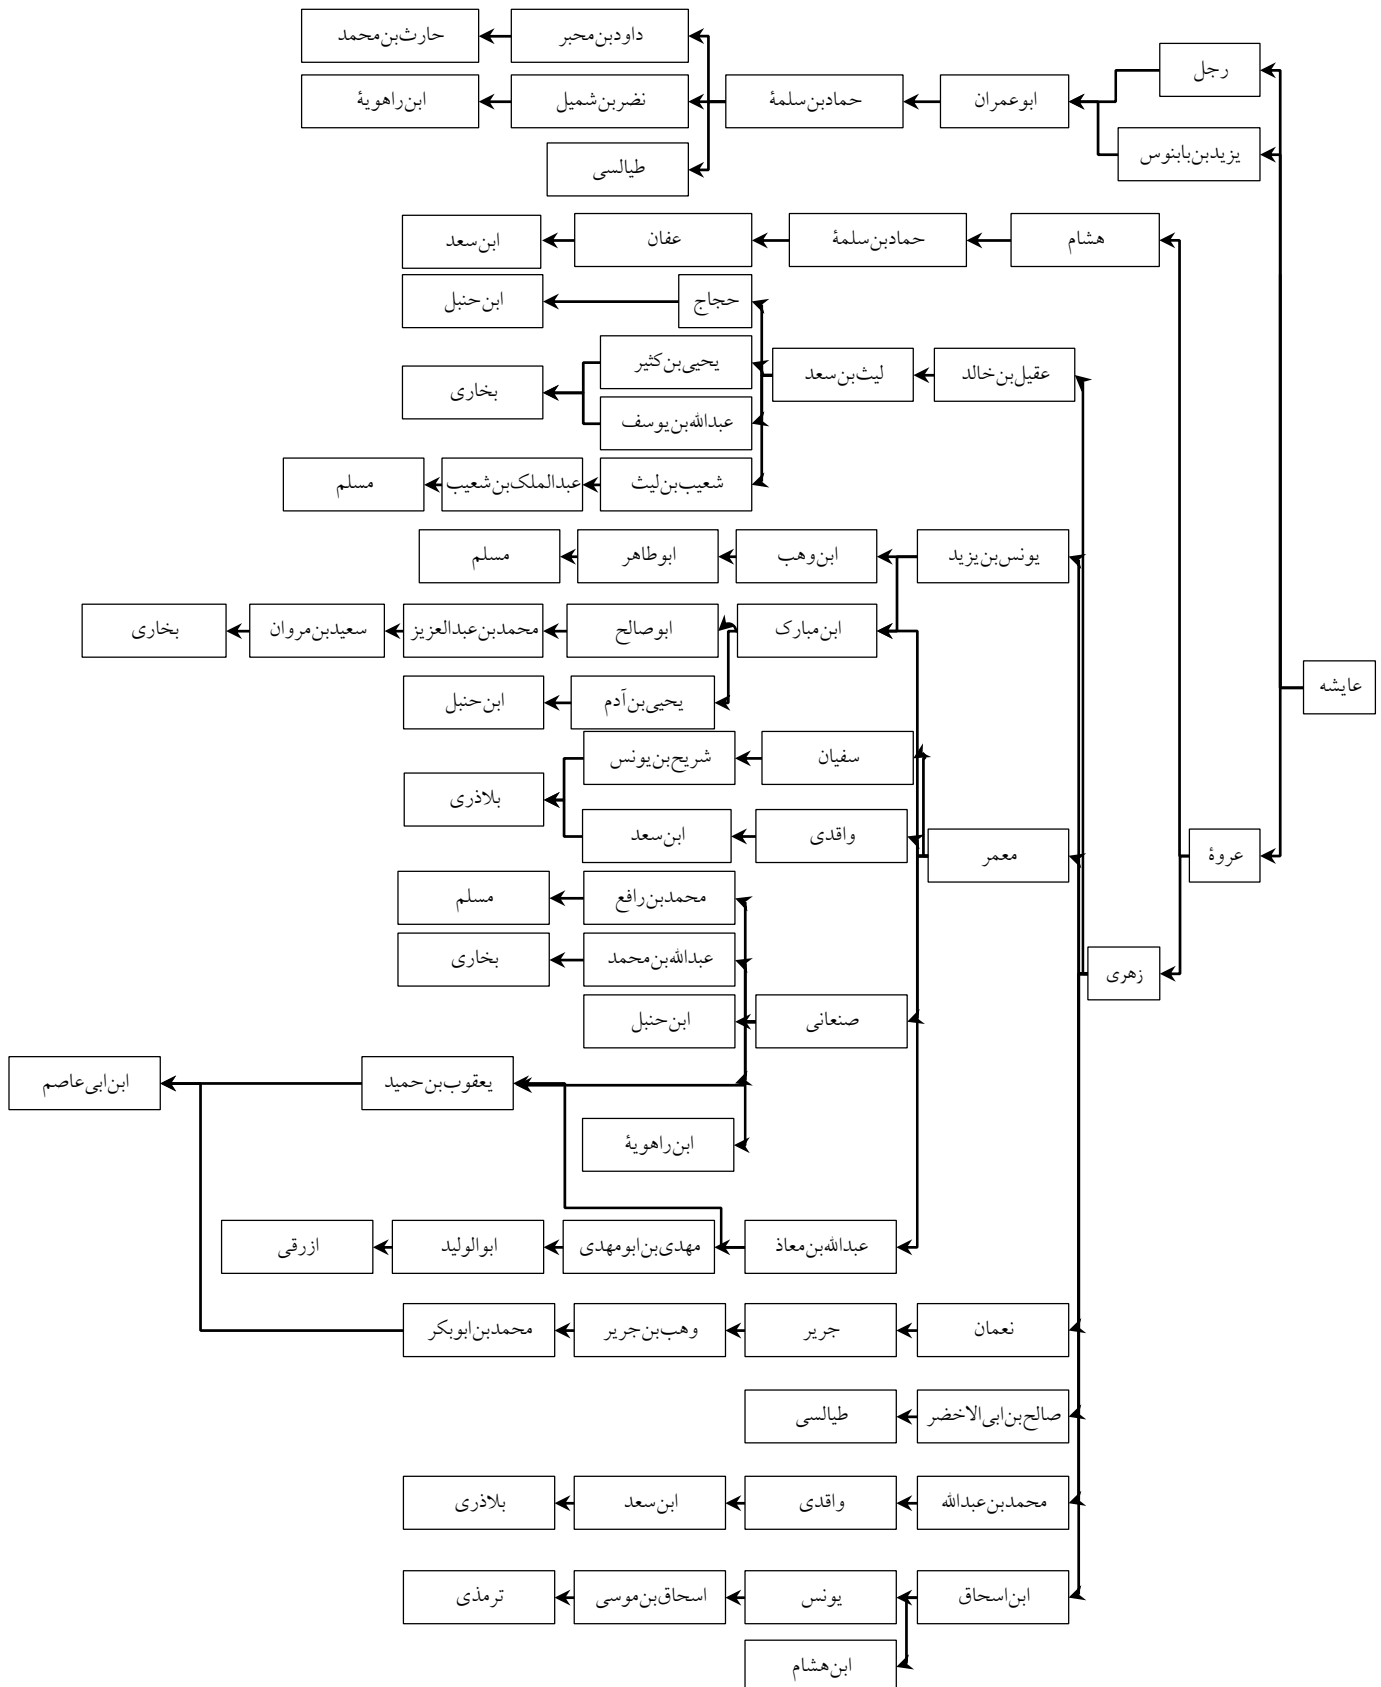 داودبن‌محبر
حارث‌بن‌محمد
رجل
نضربن‌شمیل
ابن‌راهویهٔ
ابوعمران
حمادبن‌سلمهٔ
یزیدبن‌بابنوس
طیالسی
هشام
حمادبن‌سلمهٔ
عفان
ابن‌سعد
حجاج
ابن‌حنبل
یحیی‌بن‌کثیر
عقیل‌بن‌خالد
لیث‌بن‌سعد
بخاری
عبدالله‌بن‌یوسف
شعیب‌بن‌لیث
عبدالملک‌بن‌شعیب
مسلم
یونس‌بن‌یزید
ابن‌وهب
ابوطاهر
مسلم
ابن‌مبارک
ابوصالح
محمدبن‌عبدالعزیز
سعیدبن‌مروان
بخاری
عایشه
یحیی‌بن‌آدم
ابن‌حنبل
سفیان
شریح‌بن‌یونس
بلاذری
واقدی
ابن‌سعد
عروهٔ
معمر
محمدبن‌رافع
مسلم
عبدالله‌بن‌محمد
بخاری
زهری
صنعانی
ابن‌حنبل
یعقوب‌بن‌حمید
ابن‌ابی‌عاصم
ابن‌راهویهٔ
عبدالله‌بن‌معاذ
مهدی‌بن‌ابومهدی
ابوالولید
ازرقی
نعمان
جریر
وهب‌بن‌جریر
محمدبن‌ابوبکر
صالح‌بن‌ابی‌الاخضر
طیالسی
محمدبن‌عبدالله
واقدی
ابن‌سعد
بلاذری
ابن‌اسحاق
یونس
اسحاق‌بن‌موسی
ترمذی
ابن‌هشام